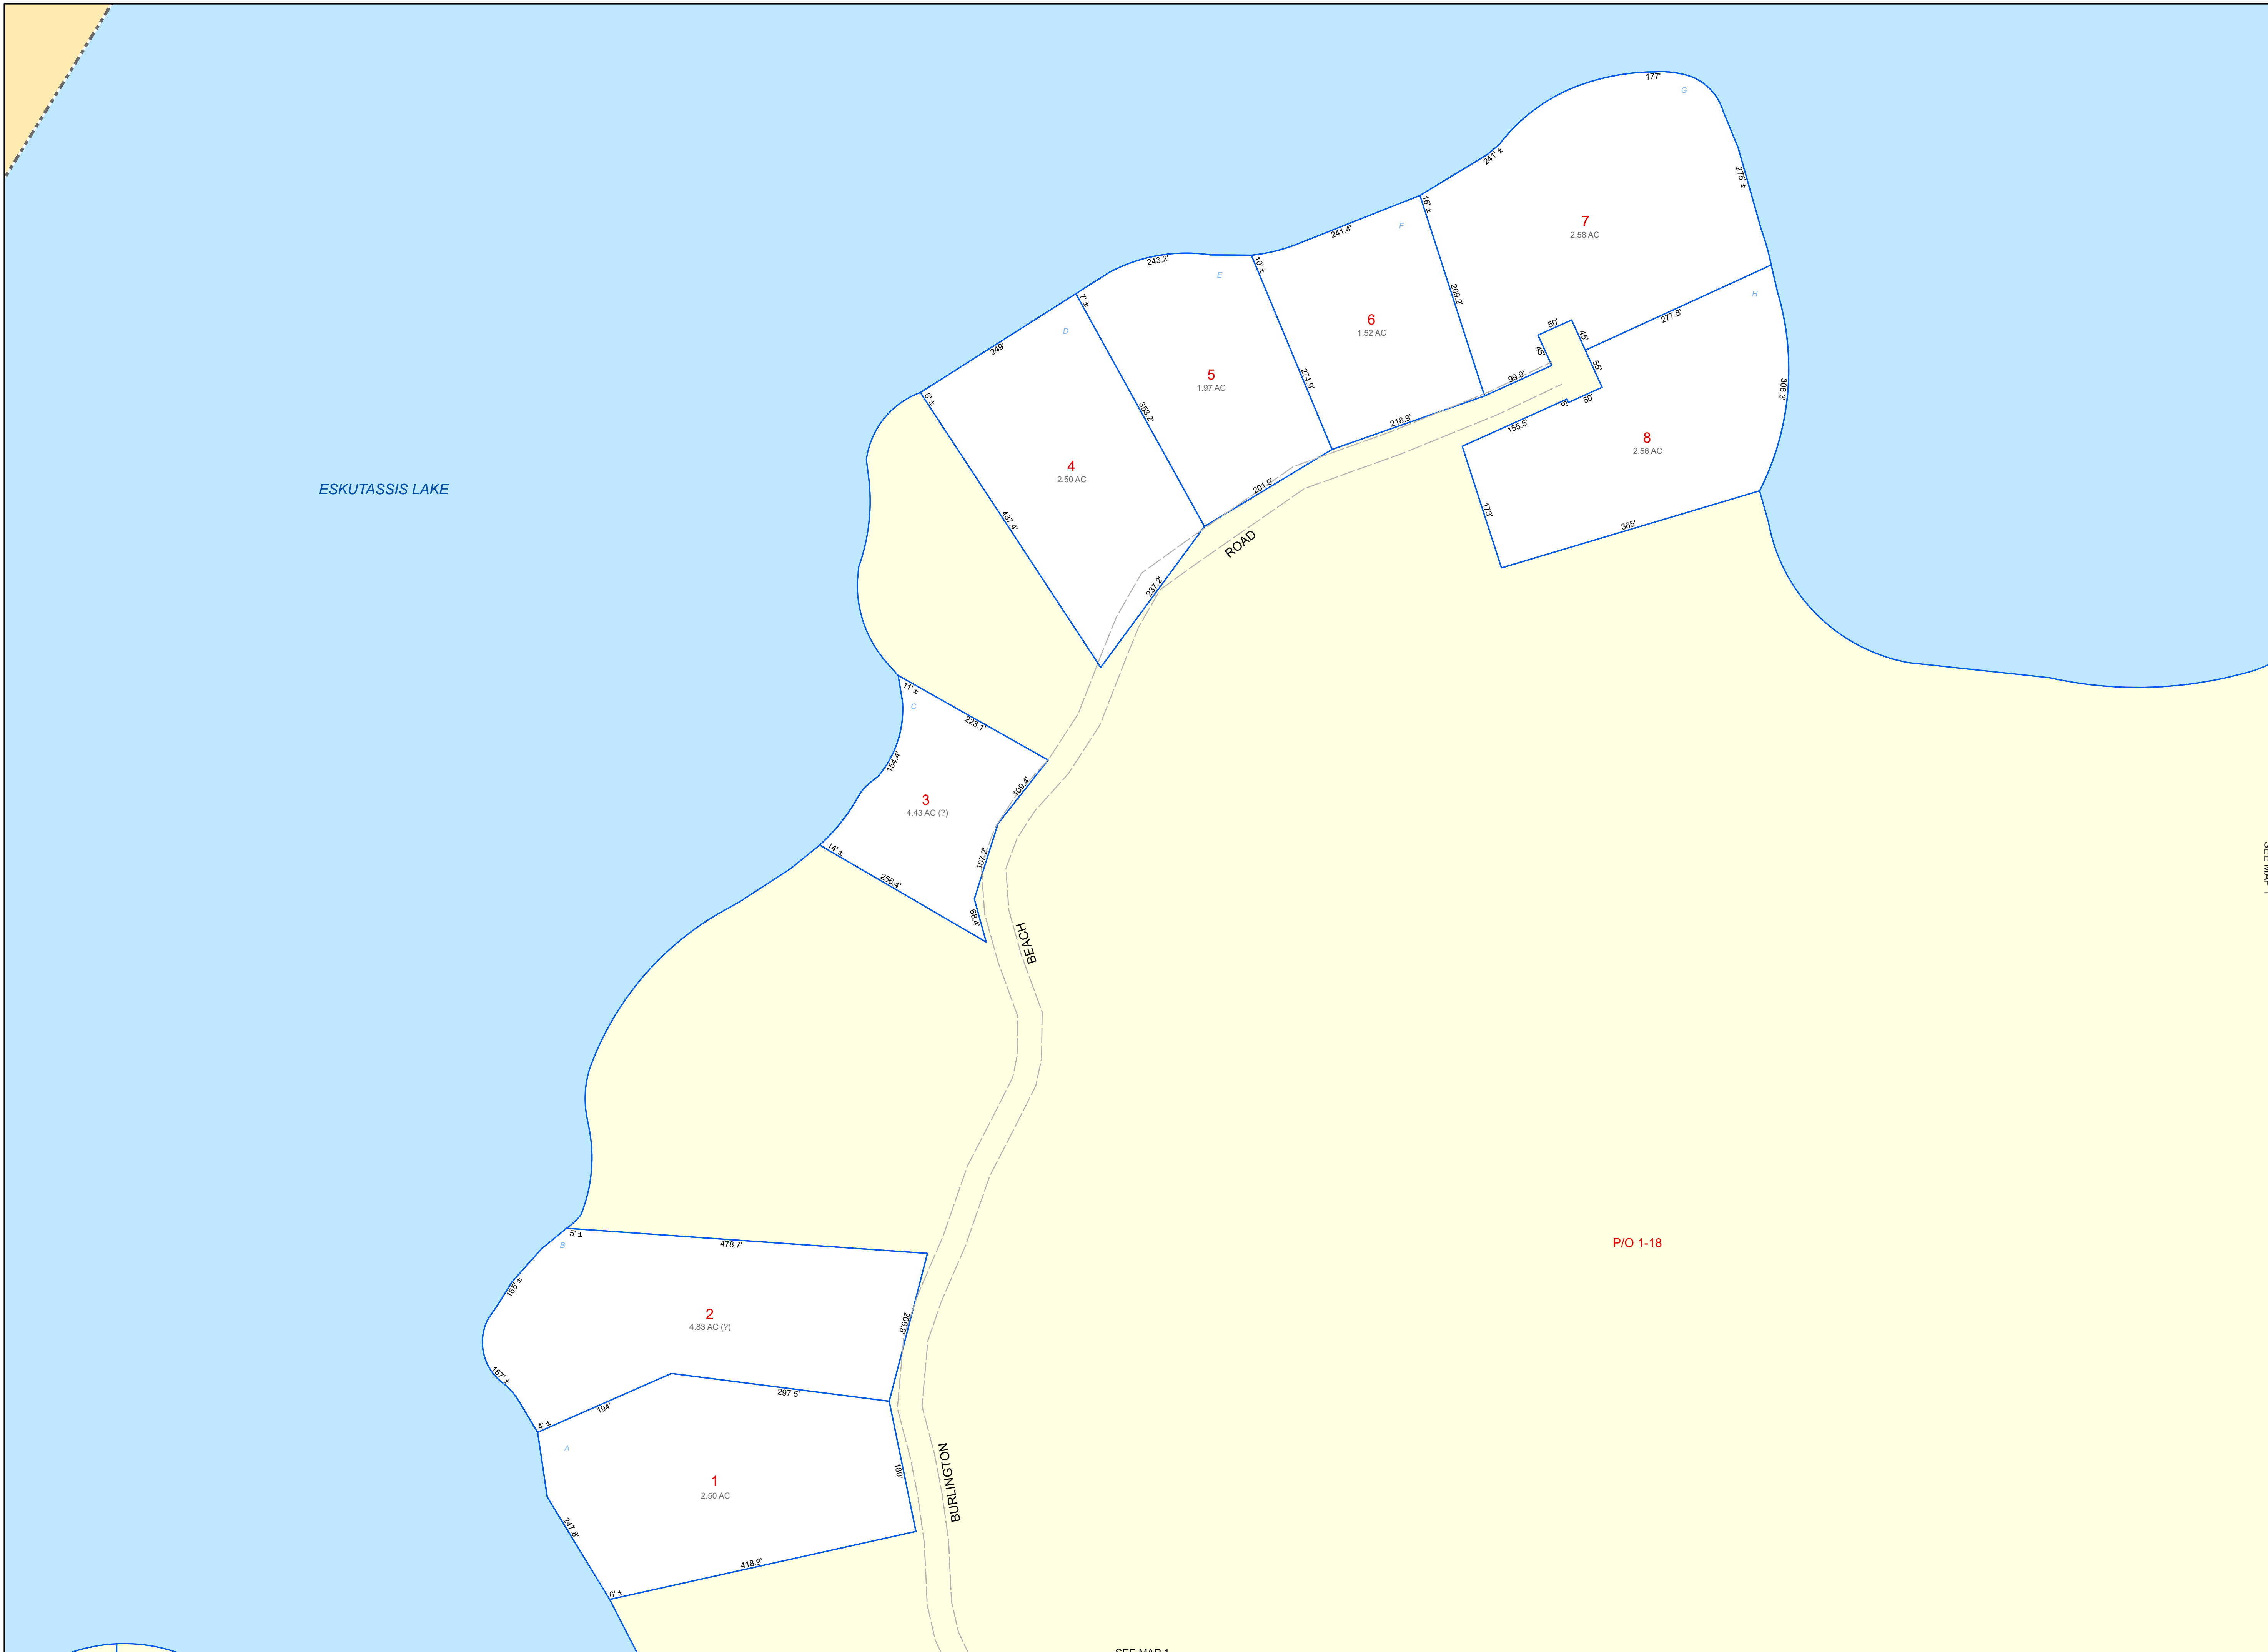 177'
G
241' ±
275' ±
16' ±
7
2.58 AC
F
241.4'
243.2'
10' ±
E
H
7' ±
269.2'
277.8'
6
1.52 AC
50'
45'
D
249'
45'
55'
5
1.97 AC
274.9'
99.9'
8' ±
50'
353.2'
218.9'
155.5'
306.3'
8
2.56 AC
4
2.50 AC
ESKUTASSIS LAKE
201.9'
173'
437.4'
365'
ROAD
237.2'
11' ±
C
223.1'
154.4'
109.4'
3
4.43 AC (?)
14' ±
107.2'
256.4'
68.4'
BEACH
5' ±
B
478.7'
P/O 1-18
165' ±
2
4.83 AC (?)
206.9'
167' ±
297.5'
194'
4' ±
A
BURLINGTON
180'
1
2.50 AC
247.8'
418.9'
6' ±
SEE MAP 1